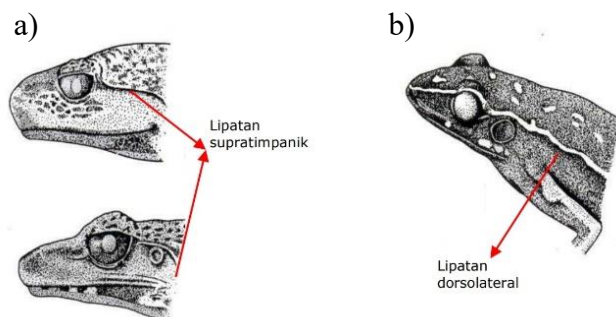 a)
b)
Lipatan
supratimpanik
Lipatan
dorsolateral